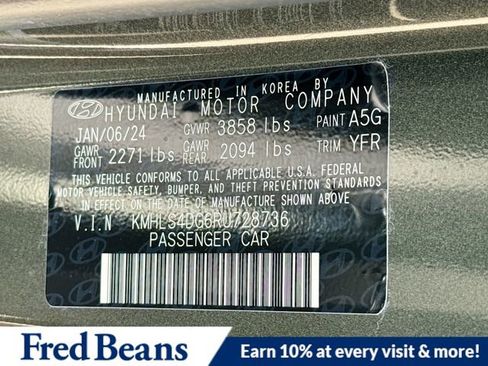 MANUFACTURED IN KOREA BY
HYUNDAI MOTOR COMPANY
JAN/06/24 GVWR 3858 lbs PAINT A5G
GAWR FRONT 2271 lbs GAWR REAR 2094 lbs TRIM YFR
THIS VEHICLE CONFORMS TO ALL APPLICABLE U.S.A. FEDERAL
MOTOR VEHICLE SAFETY, BUMPER, AND THEFT PREVENTION STANDARDS
IN EFFECT ON THE DATE OF MANUFACTURE SHOWN ABOVE
V.I.N KMHLS4DG6RU728736
PASSENGER CAR
Fred Beans Earn 10% at every visit & more!